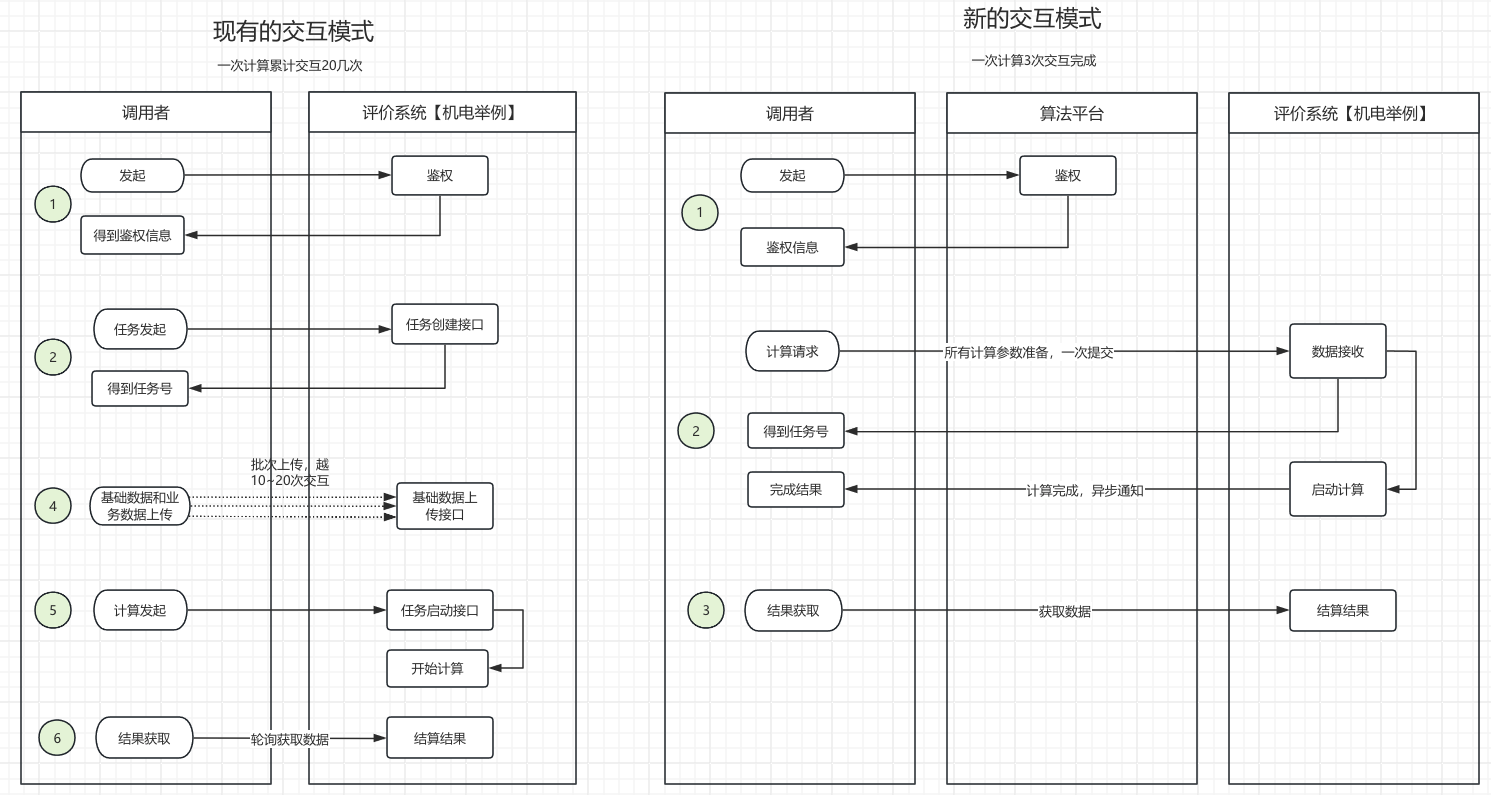 现有的交互模式
一次计算累计交互20几次
调用者
评价系统【机电举例】
1
发起
鉴权
得到鉴权信息
2
任务发起
任务创建接口
得到任务号
批次上传，越
10~20次交互
4
基础数据和业
务数据上传
基础数据上
传接口
5
计算发起
任务启动接口
开始计算
6
结果获取
轮询获取数据
结算结果
新的交互模式
一次计算3次交互完成
调用者
算法平台
评价系统【机电举例】
1
发起
鉴权
鉴权信息
计算请求
所有计算参数准备，一次提交
数据接收
2
得到任务号
完成结果
计算完成，异步通知
启动计算
3
结果获取
获取数据
结算结果